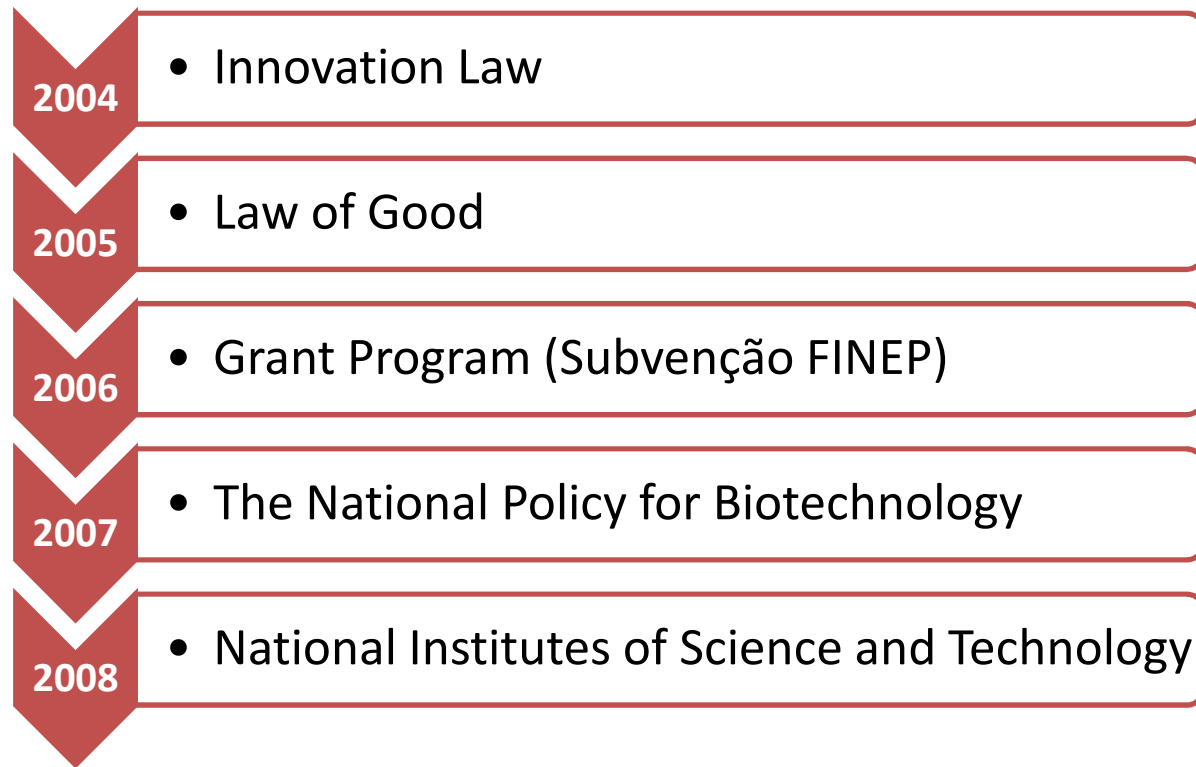 2004
• Innovation Law
2005
• Law of Good
2006
• Grant Program (Subvenção FINEP)
2007
• The National Policy for Biotechnology
2008
• National Institutes of Science and Technology